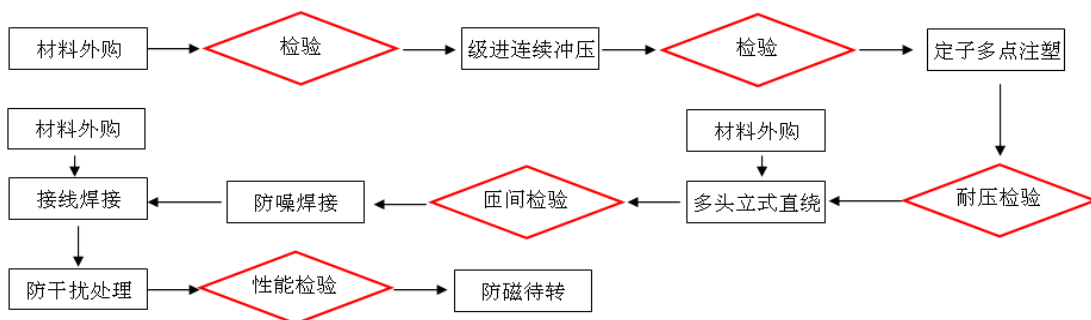 材料外购
检验
级进连续冲压
检验
定子多点注塑
材料外购
材料外购
接线焊接
防噪焊接
匝间检验
多头立式直绕
耐压检验
防干扰处理
性能检验
防磁待转